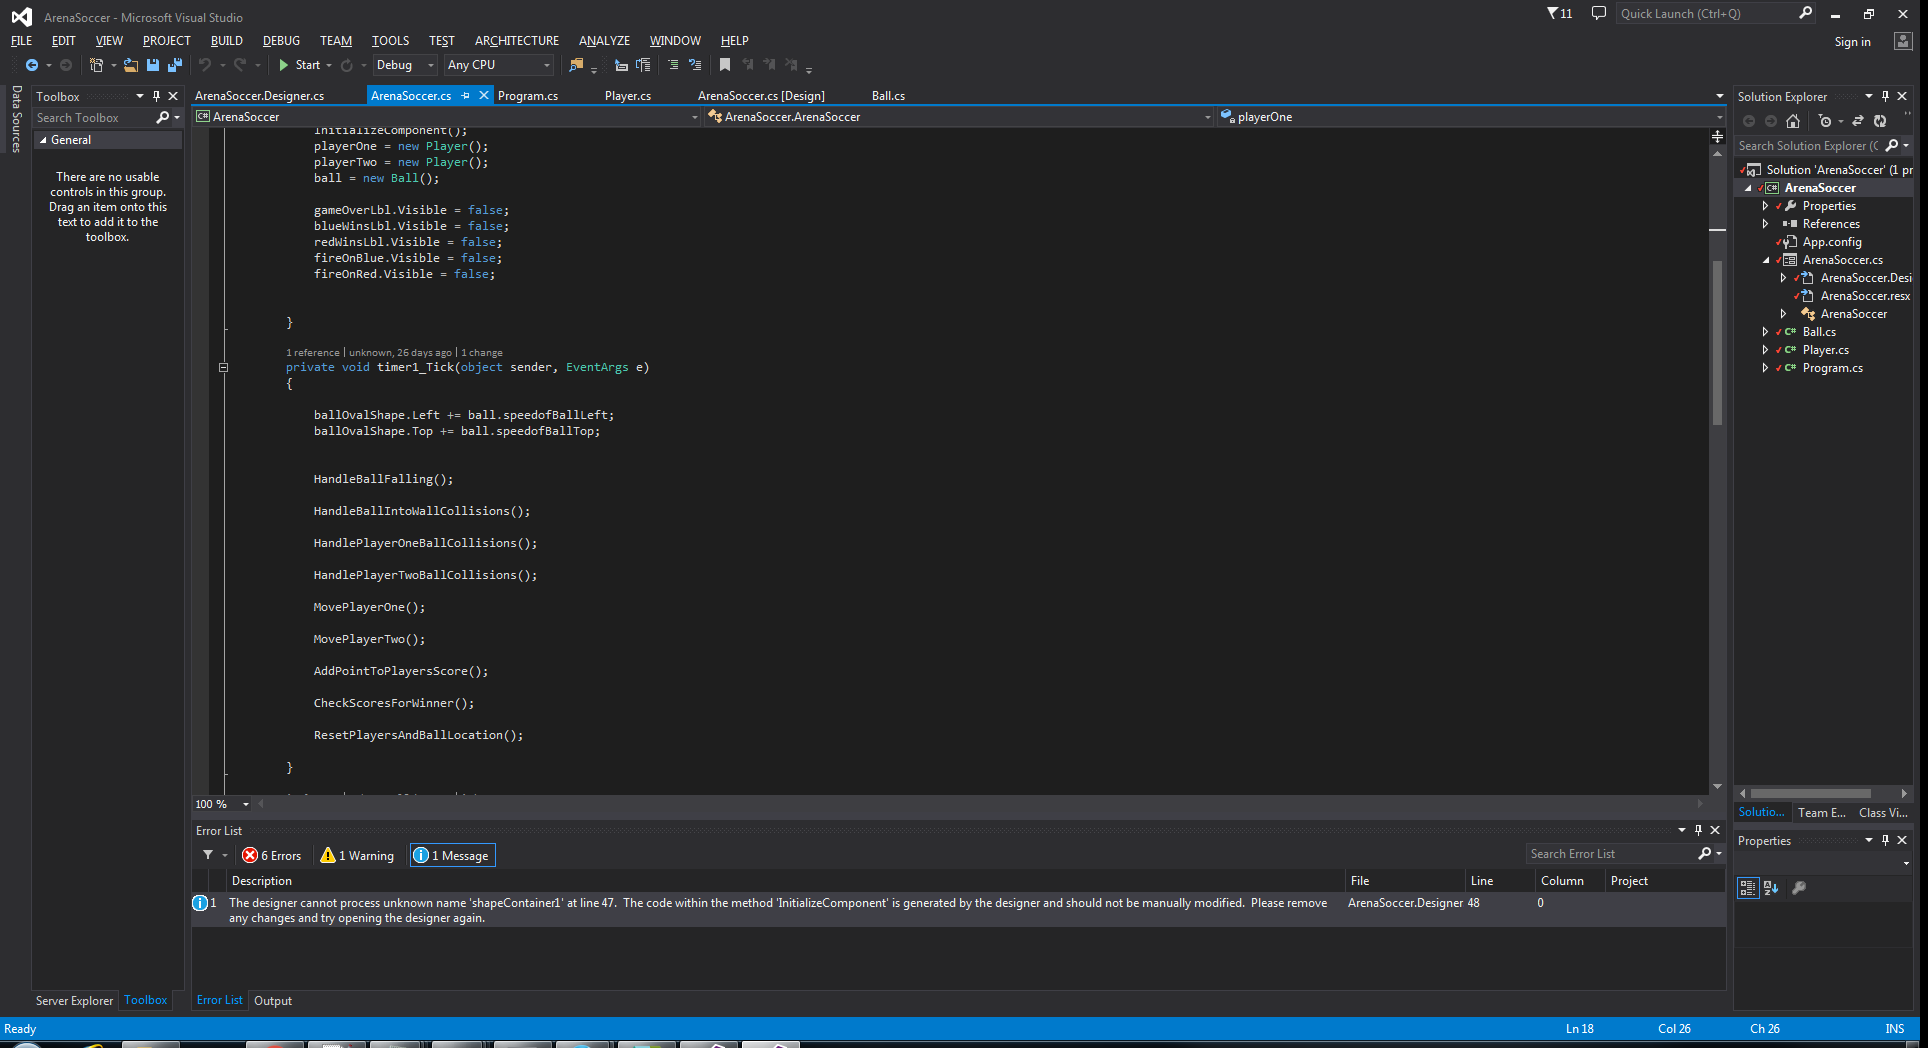 ArenaSoccer - Microsoft Visual Studio
11
Quick Launch (Ctrl+Q)
FILE EDIT VIEW PROJECT BUILD DEBUG TEAM TOOLS TEST ARCHITECTURE ANALYZE WINDOW HELP
Sign in
Start Debug Any CPU
Data Sources
Toolbox
Search Toolbox
General
There are no usable
controls in this group.
Drag an item onto this
text to add it to the
toolbox.
Server Explorer Toolbox
ArenaSoccer.Designer.cs ArenaSoccer.cs Program.cs Player.cs ArenaSoccer.cs [Design] Ball.cs
C# ArenaSoccer ArenaSoccer.ArenaSoccer playerOne
InitializeComponent();
playerOne = new Player();
playerTwo = new Player();
ball = new Ball();
gameOverLbl.Visible = false;
blueWinsLbl.Visible = false;
redWinsLbl.Visible = false;
fireOnBlue.Visible = false;
fireOnRed.Visible = false;
}
1 reference | unknown, 26 days ago | 1 change
private void timer1_Tick(object sender, EventArgs e)
{
ballOvalShape.Left += ball.speedofBallLeft;
ballOvalShape.Top += ball.speedofBallTop;
HandleBallFalling();
HandleBallIntoWallCollisions();
HandlePlayerOneBallCollisions();
HandlePlayerTwoBallCollisions();
MovePlayerOne();
MovePlayerTwo();
AddPointToPlayersScore();
CheckScoresForWinner();
ResetPlayersAndBallLocation();
}
100 %
Error List
6 Errors 1 Warning 1 Message
Search Error List
Description File Line Column Project
1 The designer cannot process unknown name 'shapeContainer1' at line 47. The code within the method 'InitializeComponent' is generated by the designer and should not be manually modified. Please remove ArenaSoccer.Designer 48 0
any changes and try opening the designer again.
Error List Output
Solution Explorer
Search Solution Explorer (C
Solution 'ArenaSoccer' (1 pr
C# ArenaSoccer
Properties
References
App.config
ArenaSoccer.cs
ArenaSoccer.Desi
ArenaSoccer.resx
ArenaSoccer
C# Ball.cs
C# Player.cs
C# Program.cs
Solutio... Team E... Class Vi...
Properties
Ready Ln 18 Col 26 Ch 26 INS